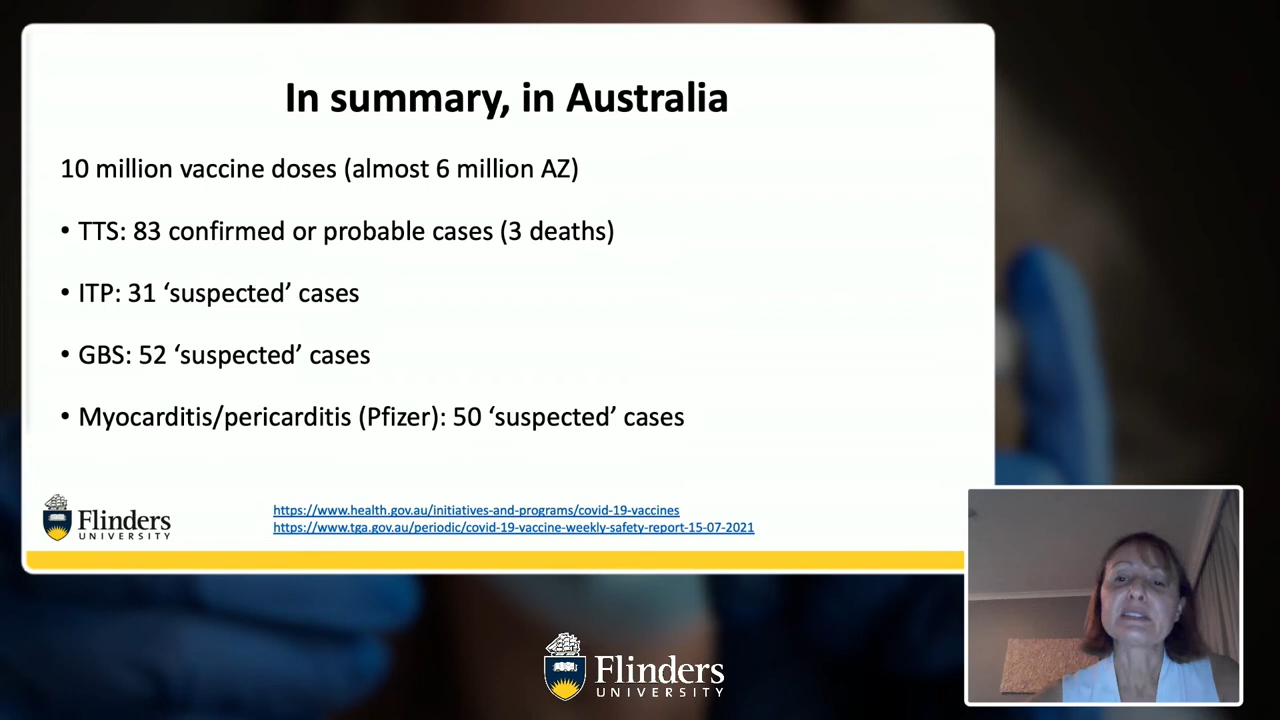 In summary, in Australia
10 million vaccine doses (almost 6 million AZ)
• TTS: 83 confirmed or probable cases (3 deaths)
• ITP: 31 ‘suspected’ cases
• GBS: 52 ‘suspected’ cases
• Myocarditis/pericarditis (Pfizer): 50 ‘suspected’ cases
Flinders
UNIVERSITY
https://www.health.gov.au/initiatives-and-programs/covid-19-vaccines
https://www.tga.gov.au/periodic/covid-19-vaccine-weekly-safety-report-15-07-2021
Flinders
UNIVERSITY